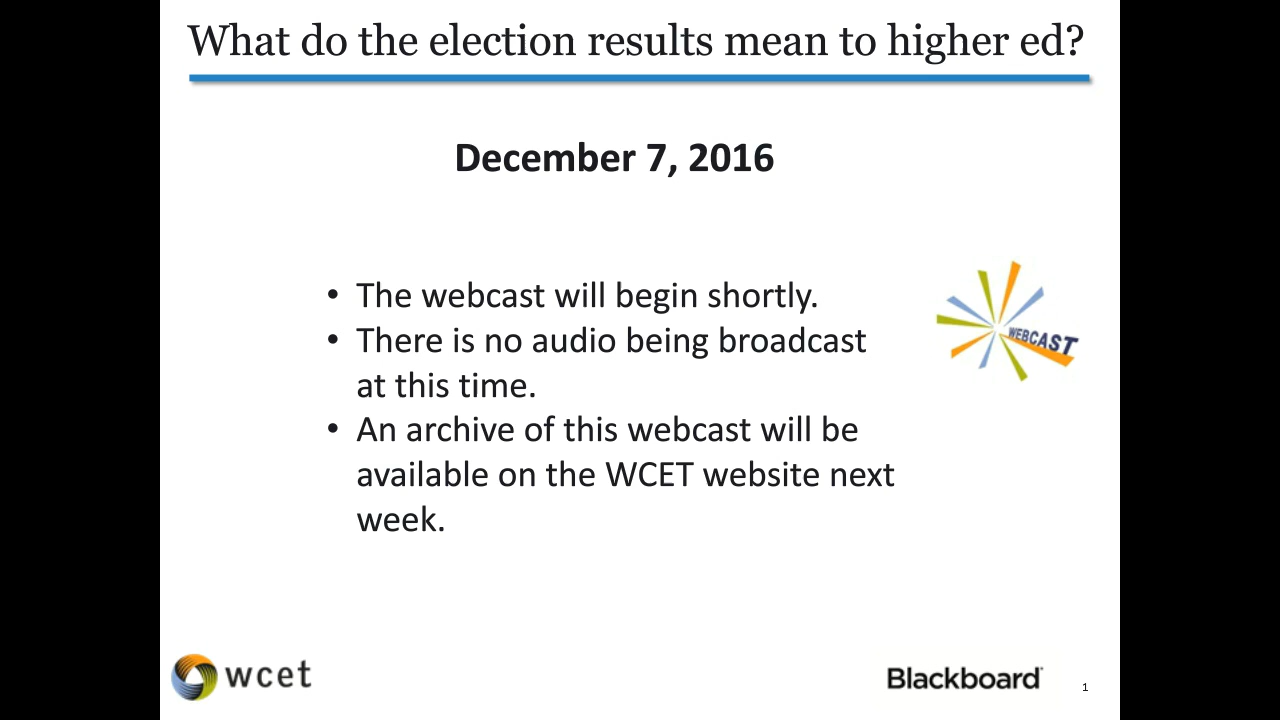 What do the election results mean to higher ed?
December 7, 2016
• The webcast will begin shortly.
• There is no audio being broadcast
at this time.
WEBCAST
• An archive of this webcast will be
available on the WCET website next
week.
wcet
Blackboard
1